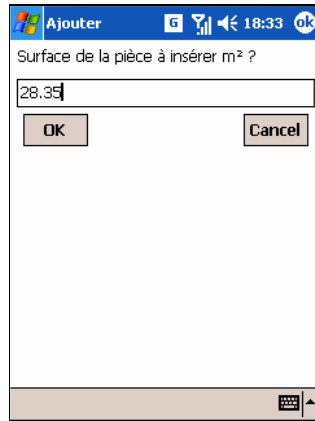 Ajouter G 18:33 ok
Surface de la pièce à insérer m² ?
28.35
OK Cancel